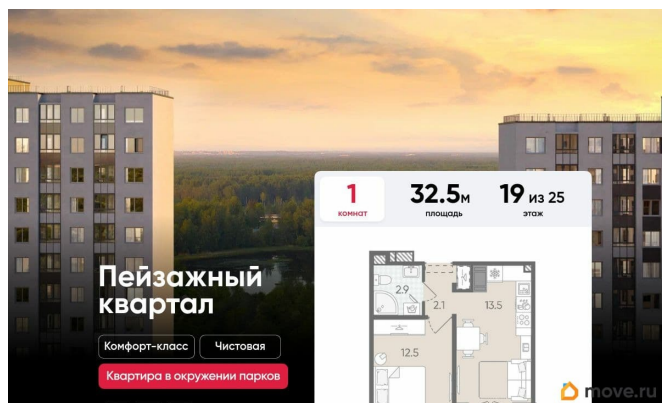 1
комнат
32.5м
площадь
19 из 25
этаж
Пейзажный
квартал
Комфорт-класс
Чистовая
Квартира в окружении парков
2.9
2.1
13.5
12.5
move.ru